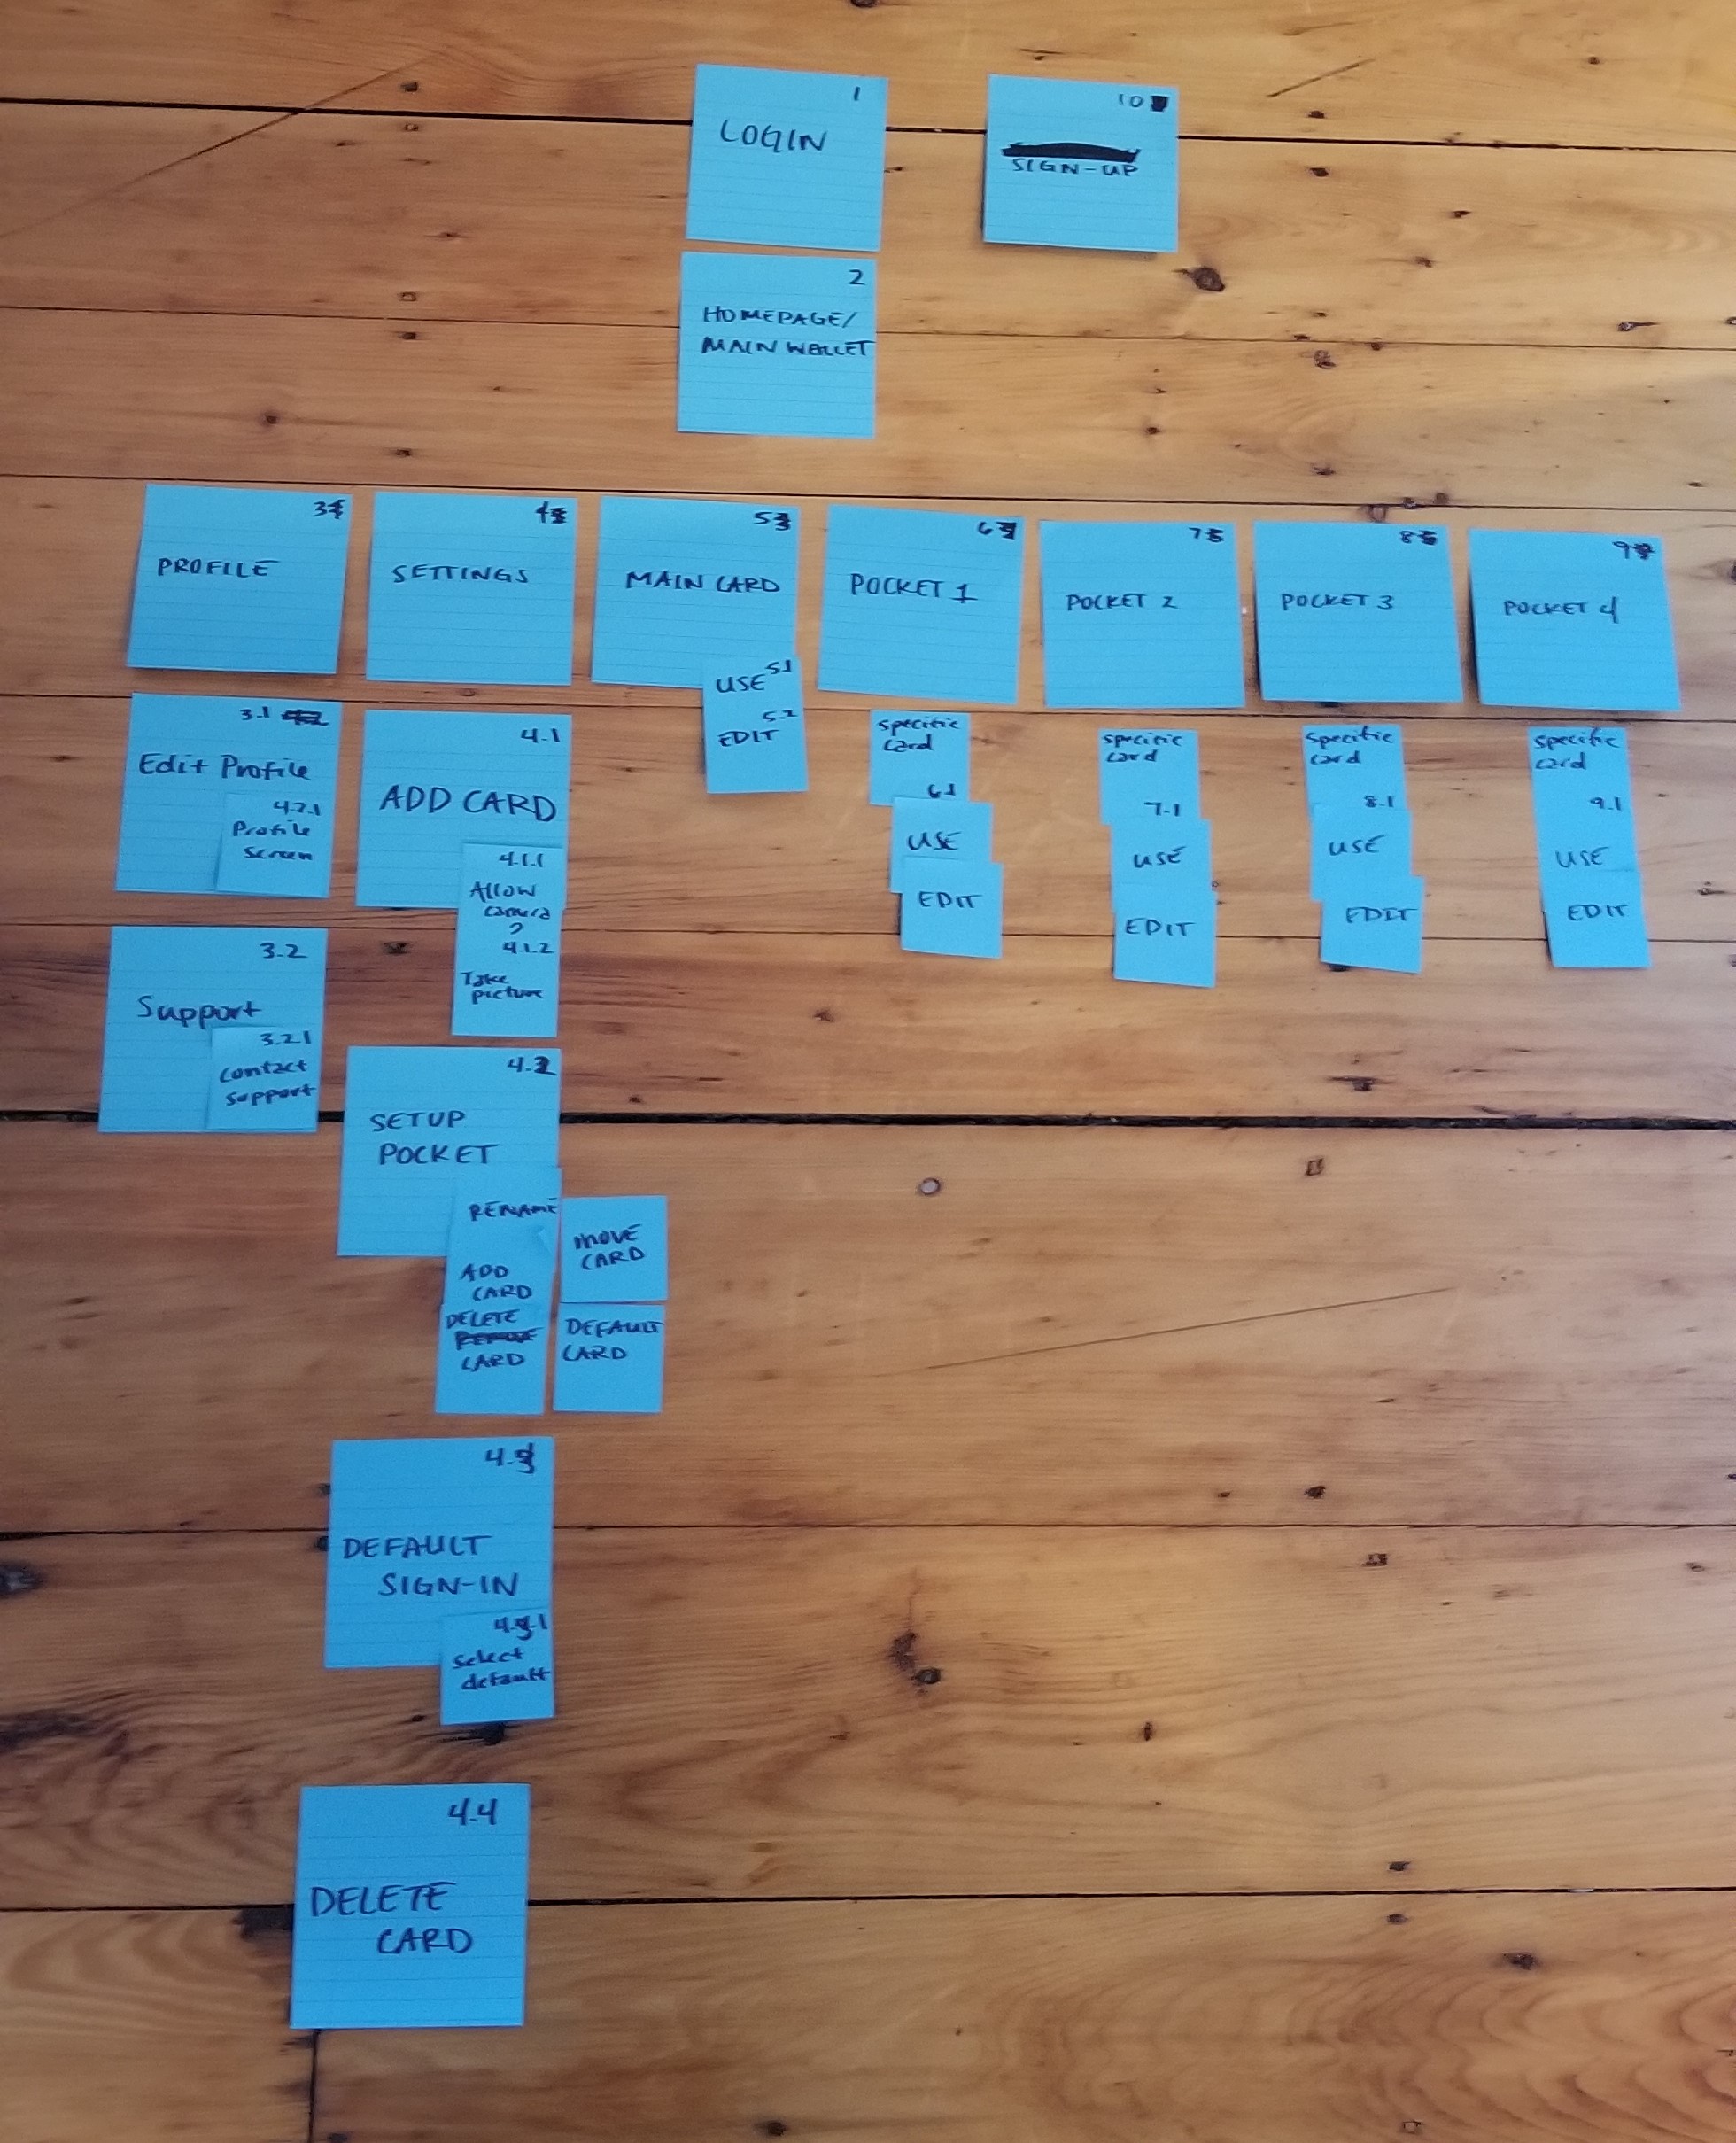 1
LOGIN
10
SIGN-UP
2
HOMEPAGE/
MAIN WALLET
3
PROFILE
4
SETTINGS
5
MAIN CARD
6
POCKET 1
7
POCKET 2
8
POCKET 3
9
POCKET 4
3.1
Edit Profile
4.2.1
Profile
screen
3.2
Support
3.2.1
Contact
support
4.1
ADD CARD
4.1.1
Allow
camera
?
4.1.2
Take
picture
4.2
SETUP
POCKET
RENAME
ADD
CARD
DELETE
CARD
MOVE
CARD
DEFAULT
CARD
4.3
DEFAULT
SIGN-IN
4.3.1
Select
default
4.4
DELETE
CARD
5.1
USE
5.2
EDIT
Specific
Card
6.1
USE
EDIT
Specific
card
7.1
USE
EDIT
Specific
card
8.1
USE
EDIT
Specific
card
9.1
USE
EDIT